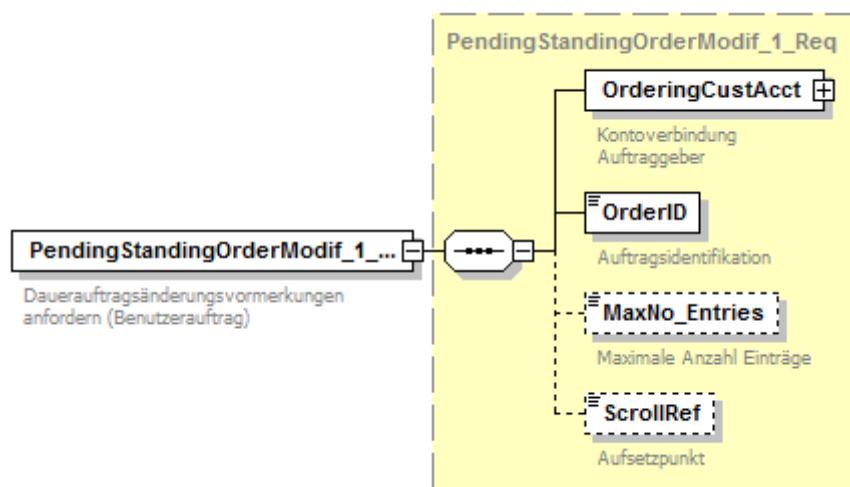 PendingStandingOrderModif_1_Req
OrderingCustAcct
Kontoverbindung
Auftraggeber
OrderID
Auftragsidentifikation
PendingStandingOrderModif_1_...
Dauerauftragsänderungsvormerkungen
anfordern (Benutzerauftrag)
MaxNo_Entries
Maximale Anzahl Einträge
ScrollRef
Aufsetzpunkt